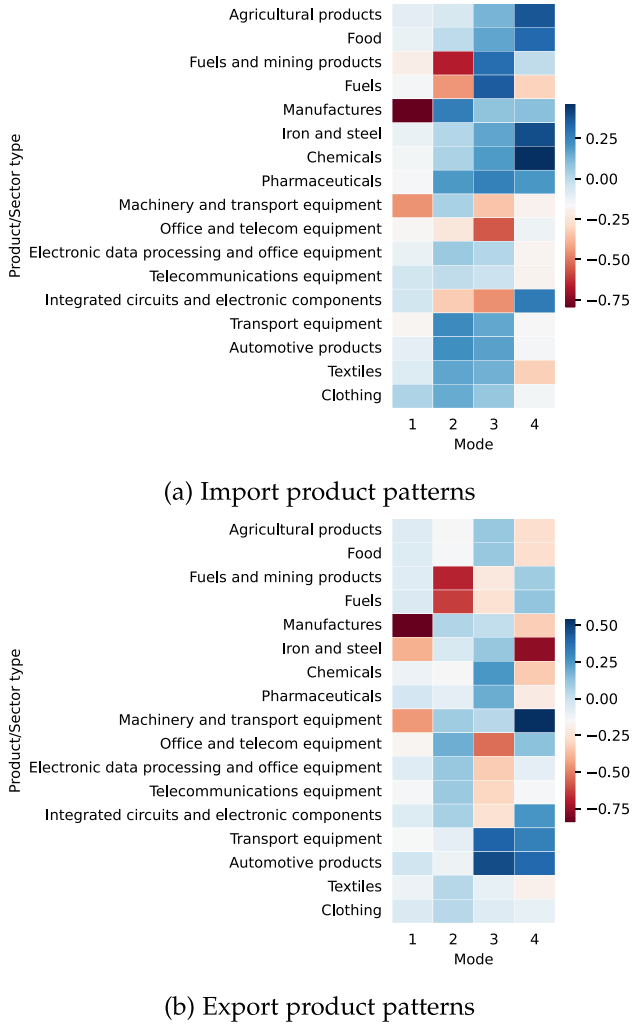 Agricultural products
Food
Fuels and mining products
Fuels
Manufactures
Iron and steel
Chemicals
Pharmaceuticals
Machinery and transport equipment
Office and telecom equipment
Electronic data processing and office equipment
Telecommunications equipment
Integrated circuits and electronic components
Transport equipment
Automotive products
Textiles
Clothing
Product/Sector type
1 2 3 4
Mode
0.25
0.00
−0.25
−0.50
−0.75
(a) Import product patterns
Agricultural products
Food
Fuels and mining products
Fuels
Manufactures
Iron and steel
Chemicals
Pharmaceuticals
Machinery and transport equipment
Office and telecom equipment
Electronic data processing and office equipment
Telecommunications equipment
Integrated circuits and electronic components
Transport equipment
Automotive products
Textiles
Clothing
Product/Sector type
1 2 3 4
Mode
0.50
0.25
0.00
−0.25
−0.50
−0.75
(b) Export product patterns